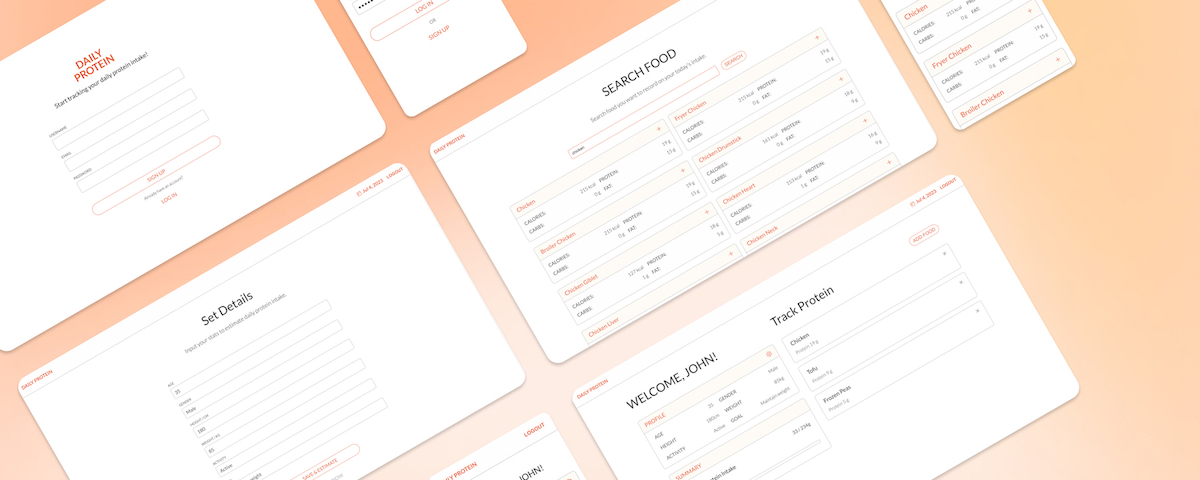 DAILY
PROTEIN
Start tracking your daily protein intake!
USERNAME
EMAIL
PASSWORD
SIGN UP
Already have an account?
LOG IN
LOG IN
OR
SIGN UP
DAILY PROTEIN
SEARCH FOOD
Search food you want to record on your today's intake.
chicken
SEARCH
Chicken +
CALORIES: 215 kcal PROTEIN: 19 g
CARBS: 0 g FAT: 15 g
Fryer Chicken +
CALORIES: 215 kcal PROTEIN: 19 g
CARBS: 0 g FAT: 15 g
Broiler Chicken +
CALORIES: 215 kcal PROTEIN: 19 g
CARBS: 0 g FAT: 15 g
Chicken Drumstick +
CALORIES: 161 kcal PROTEIN: 18 g
CARBS: 0 g FAT: 9 g
Chicken Giblet +
CALORIES: 127 kcal PROTEIN: 18 g
CARBS: 1 g FAT: 5 g
Chicken Heart +
CALORIES: 153 kcal PROTEIN: 16 g
CARBS: 1 g FAT: 9 g
Chicken Liver +
Chicken Neck +
Chicken
CALORIES: PROTEIN:
CARBS: 0 g FAT:
Fryer Chicken +
CALORIES: 215 kcal PROTEIN: 19 g
CARBS: 0 g FAT: 15 g
Broiler Chicken +
DAILY PROTEIN
Jul 4, 2023 LOGOUT
Set Details
Input your stats to estimate daily protein intake.
AGE
35
GENDER
Male
HEIGHT / CM
180
WEIGHT / KG
85
ACTIVITY
Active
SAVE & ESTIMATE
DAILY PROTEIN
LOGOUT
JOHN!
DAILY PROTEIN
Jul 4, 2023 LOGOUT
WELCOME, JOHN!
PROFILE
AGE 35 GENDER Male
HEIGHT 180cm WEIGHT 85kg
ACTIVITY Active GOAL Maintain weight
SUMMARY
Intake 33 / 234g
Track Protein
ADD FOOD
Chicken
Protein 19 g
Tofu
Protein 9 g
Frozen Peas
Protein 5 g